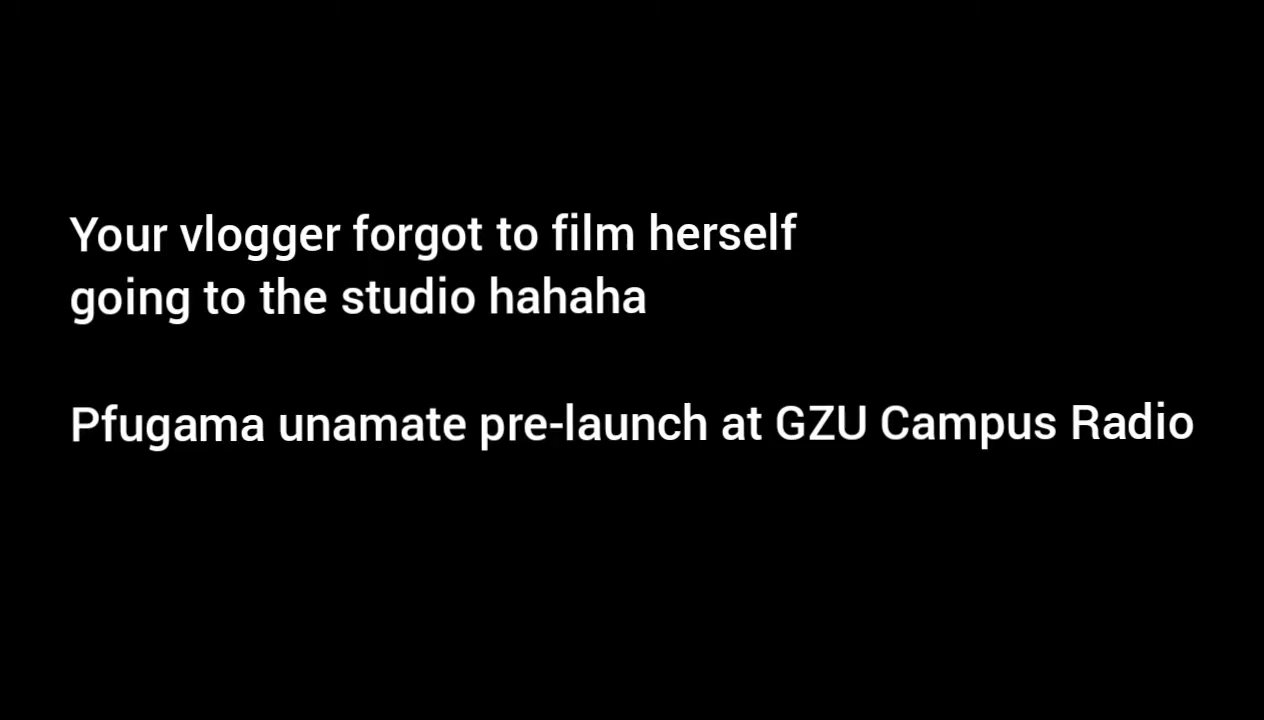 Your vlogger forgot to film herself
going to the studio hahaha
Pfugama unamate pre-launch at GZU Campus Radio